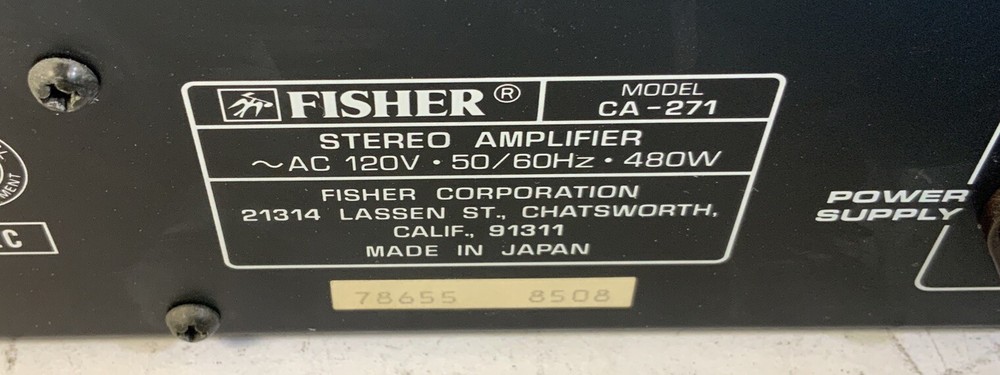 FISHER ®
MODEL
CA-271
STEREO AMPLIFIER
~AC 120V · 50/60Hz · 480W
FISHER CORPORATION
21314 LASSEN ST., CHATSWORTH,
CALIF., 91311
MADE IN JAPAN
78655 8508
POWER
SUPPLY